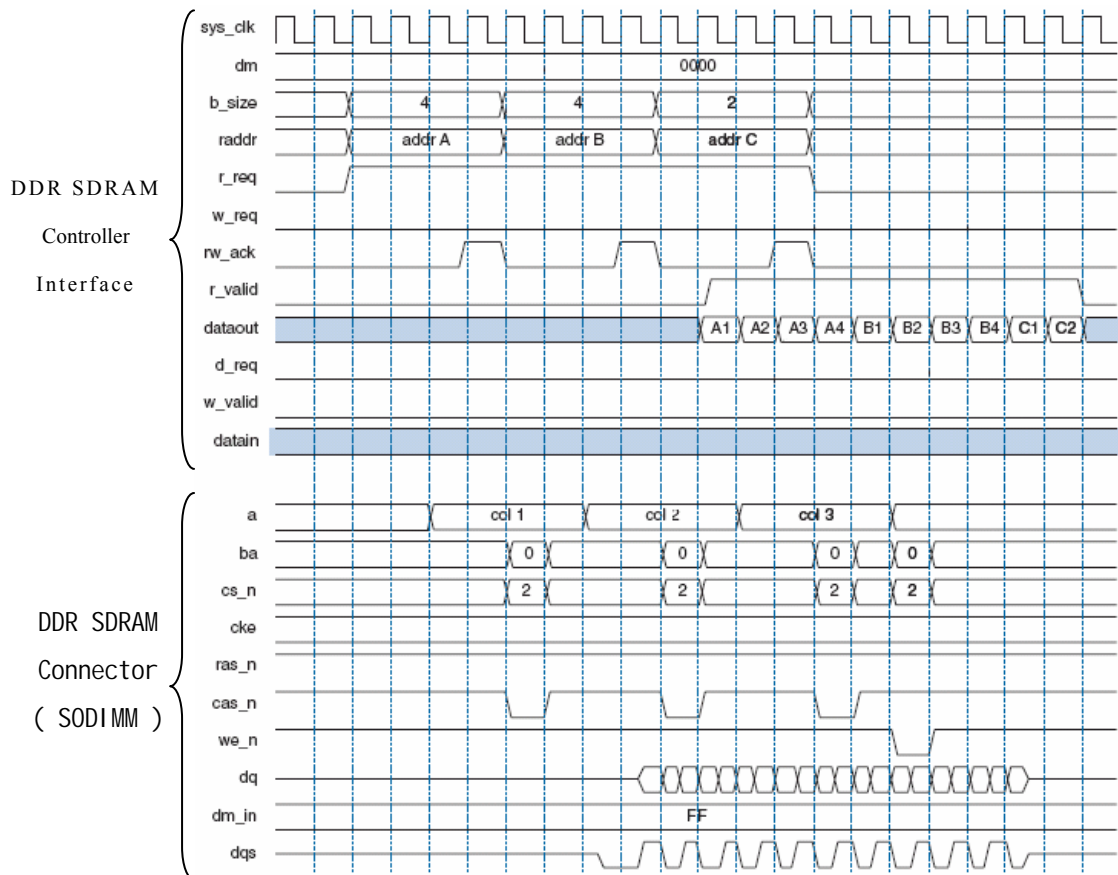 sys_clk
dm 0000
b_size 4 4 2
raddr addr A addr B addr C
r_req
w_req
rw_ack
r_valid
dataout A1 A2 A3 A4 B1 B2 B3 B4 C1 C2
d_req
w_valid
datain
DDR SDRAM
Controller
Interface
a col 1 col 2 col 3
ba 0 0 0 0
cs_n 2 2 2 2
cke
ras_n
cas_n
we_n
dq
dm_in FF
dqs
DDR SDRAM
Connector
( SODIMM )